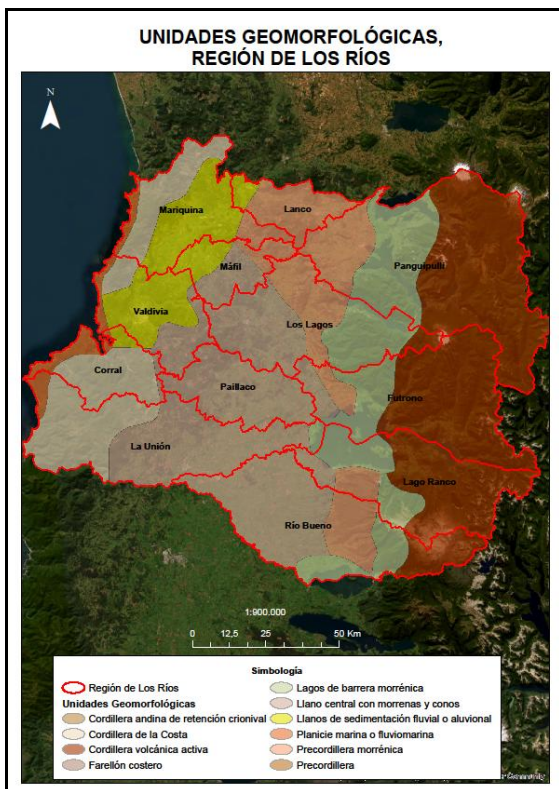 UNIDADES GEOMORFOLÓGICAS,
REGIÓN DE LOS RÍOS
N
Mariquina
Lanco
Máfil
Panguipulli
Valdivia
Los Lagos
Corral
Paillaco
Futrono
La Unión
Lago Ranco
Río Bueno
1:900.000
0 12,5 25 50 Km
Simbología
Región de Los Ríos
Unidades Geomorfológicas
Cordillera andina de retención crionival
Cordillera de la Costa
Cordillera volcánica activa
Farellón costero
Lagos de barrera morrénica
Llano central con morrenas y conos
Llanos de sedimentación fluvial o aluvional
Planicie marina o fluviomarina
Precordillera morrénica
Precordillera